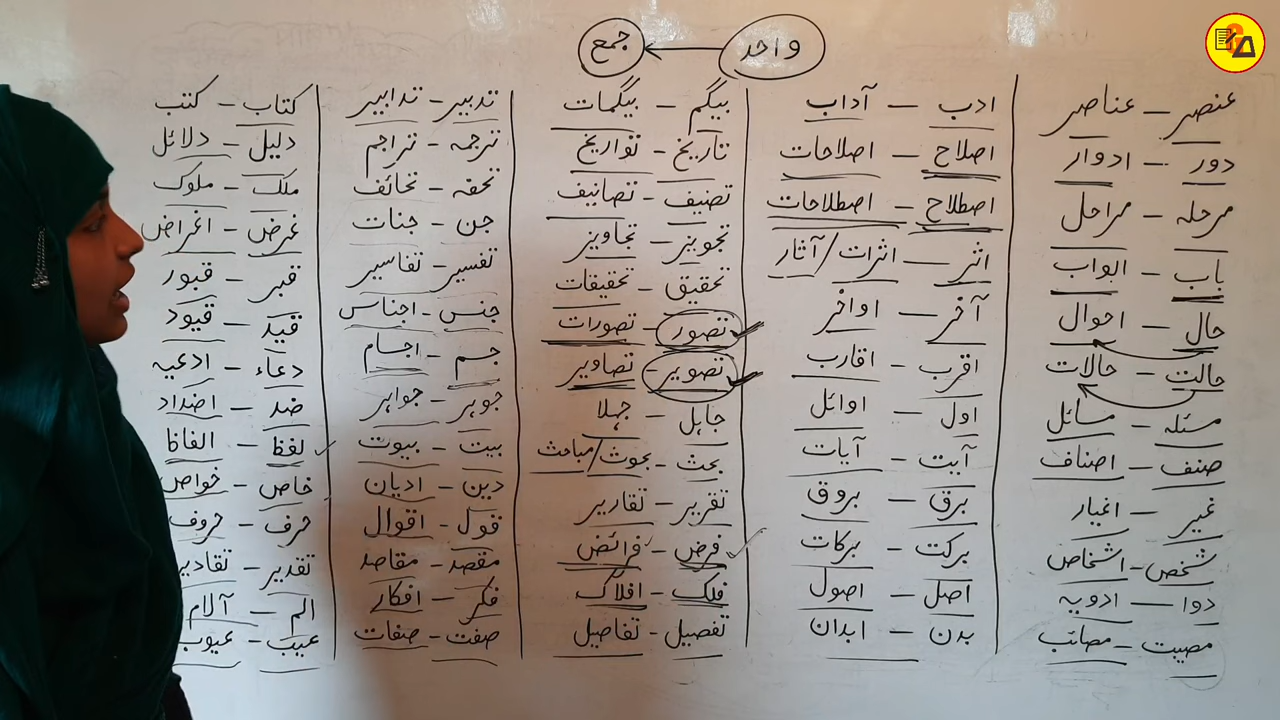 واحد ← جمع
عنصر - عناصر
دور - ادوار
مرحلہ - مراحل
باب - ابواب
حال - احوال
حالت - حالات
مسئلہ - مسائل
صنف - اصناف
غیر - اغیار
شخص - اشخاص
دوا - ادویہ
مصیبت - مصائب
ادب - آداب
اصلاح - اصلاحات
اصطلاح - اصطلاحات
اثر - اثرات/آثار
آخر - اواخر
اقرب - اقارب
اول - اوائل
آیت - آیات
برق - بروق
برکت - برکات
اصل - اصول
بدن - ابدان
بیگم - بیگمات
تاریخ - تواریخ
تصنیف - تصانیف
تجویز - تجاویز
تحقیق - تحقیقات
تصور - تصورات
تصویر - تصاویر
جاہل - جہلا
بحث - بحوث/مباحث
تقریر - تقاریر
فرض - فرائض
فلک - افلاک
تفصیل - تفاصیل
تدبیر - تدابیر
ترجمہ - تراجم
تحفہ - تحائف
جن - جنات
تفسیر - تفاسیر
جنس - اجناس
جسم - اجسام
جوہر - جواہر
بیت - بیوت
دین - ادیان
قول - اقوال
مقصد - مقاصد
فکر - افکار
صفت - صفات
کتاب - کتب
دلیل - دلائل
ملک - ملوک
غرض - اغراض
قبر - قبور
قید - قیود
دعاء - ادعیہ
ضد - اضداد
لفظ - الفاظ
خاص - خواص
حرف - حروف
تقدیر - تقادیر
الم - آلام
عیب - عیوب